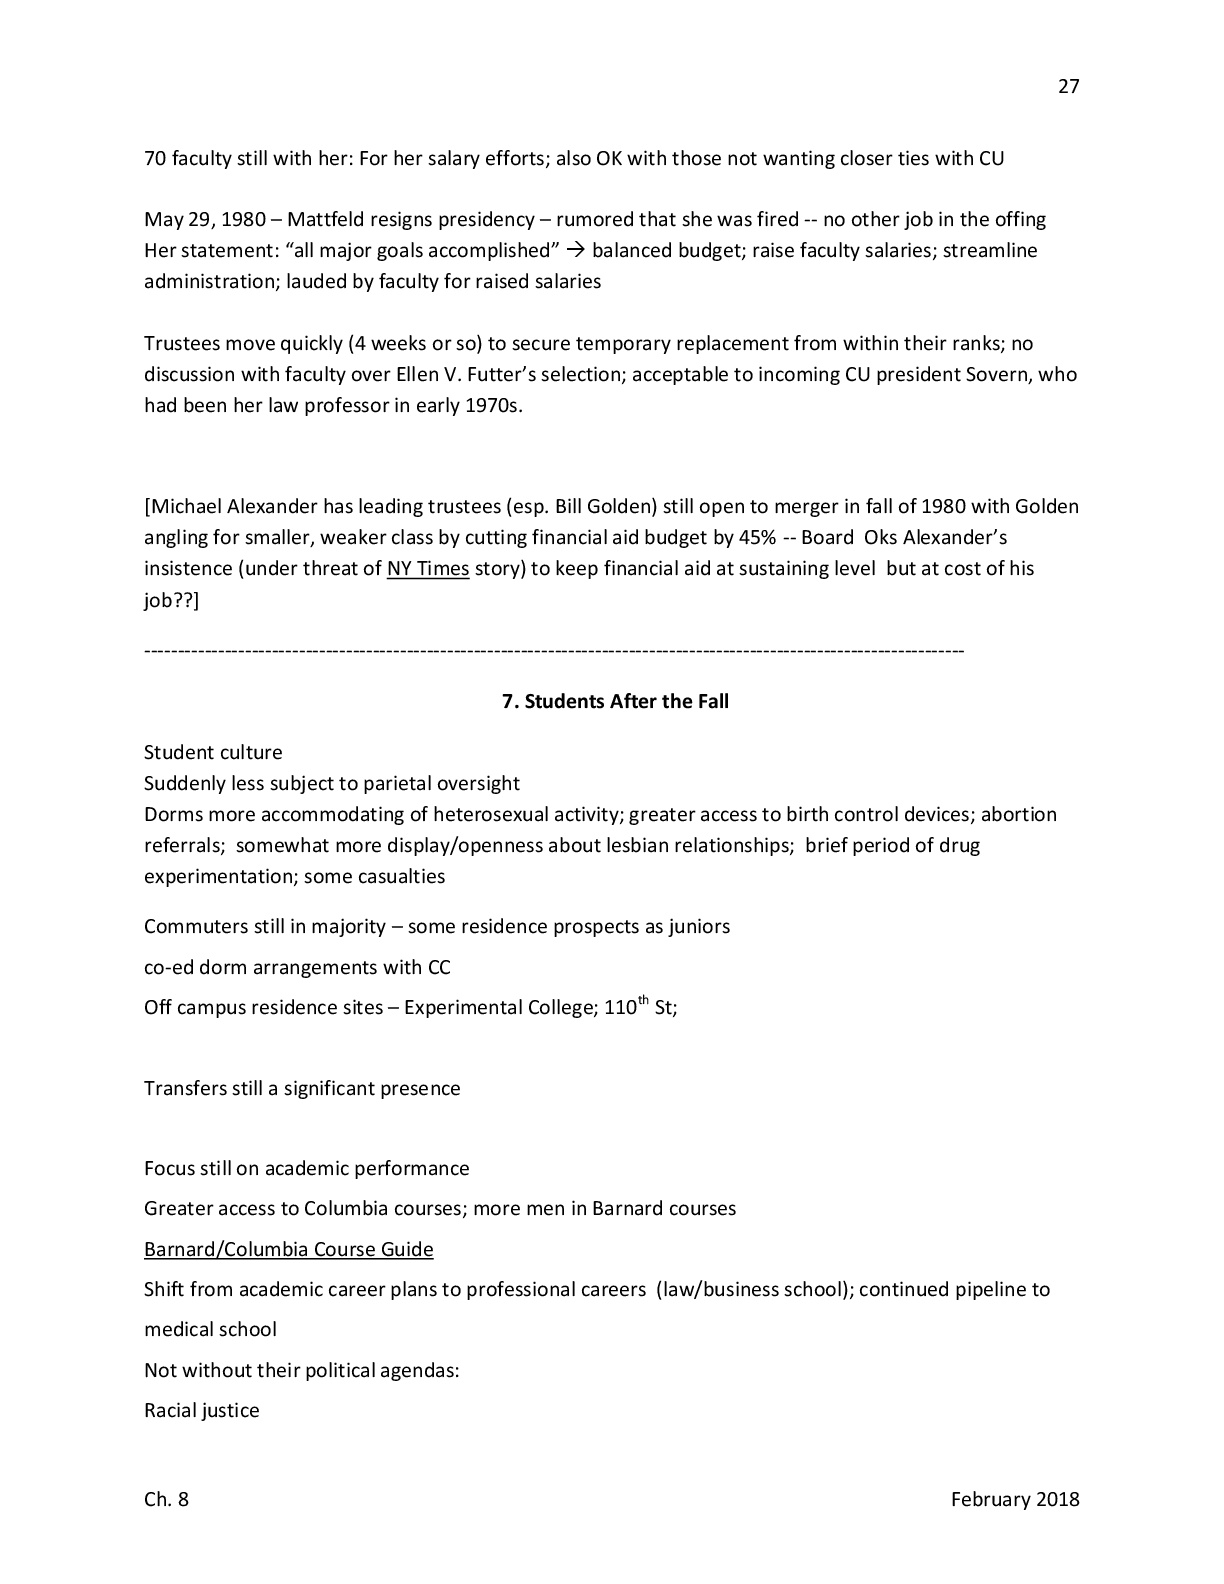 27
70 faculty still with her: For her salary efforts; also OK with those not wanting closer ties with CU
May 29, 1980 – Mattfeld resigns presidency – rumored that she was fired -- no other job in the offing
Her statement: “all major goals accomplished” → balanced budget; raise faculty salaries; streamline
administration; lauded by faculty for raised salaries
Trustees move quickly (4 weeks or so) to secure temporary replacement from within their ranks; no
discussion with faculty over Ellen V. Futter’s selection; acceptable to incoming CU president Sovern, who
had been her law professor in early 1970s.
[Michael Alexander has leading trustees (esp. Bill Golden) still open to merger in fall of 1980 with Golden
angling for smaller, weaker class by cutting financial aid budget by 45% -- Board  Oks Alexander’s
insistence (under threat of NY Times story) to keep financial aid at sustaining level  but at cost of his
job??]
---------------------------------------------------------------------------------------------------------------------------
7. Students After the Fall
Student culture
Suddenly less subject to parietal oversight
Dorms more accommodating of heterosexual activity; greater access to birth control devices; abortion
referrals;  somewhat more display/openness about lesbian relationships;  brief period of drug
experimentation; some casualties
Commuters still in majority – some residence prospects as juniors
co-ed dorm arrangements with CC
Off campus residence sites – Experimental College; 110th St;
Transfers still a significant presence
Focus still on academic performance
Greater access to Columbia courses; more men in Barnard courses
Barnard/Columbia Course Guide
Shift from academic career plans to professional careers  (law/business school); continued pipeline to
medical school
Not without their political agendas:
Racial justice
Ch. 8
February 2018